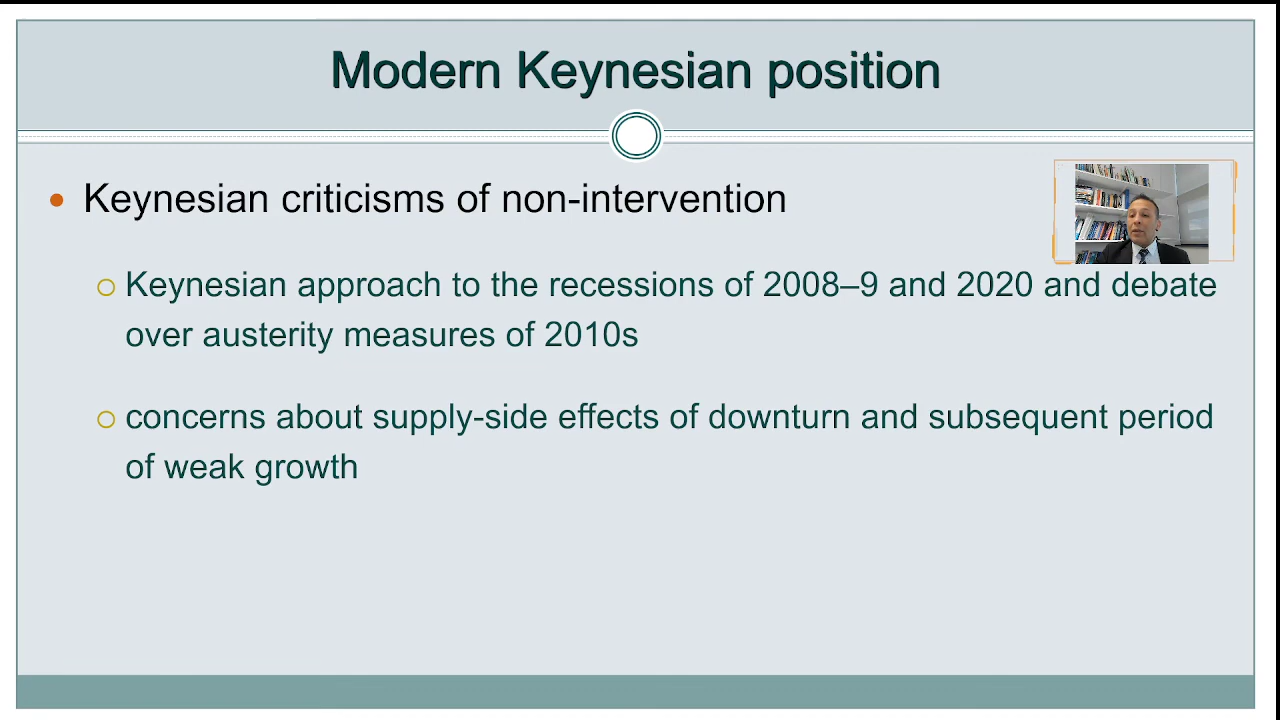 Modern Keynesian position
Keynesian criticisms of non-intervention
Keynesian approach to the recessions of 2008–9 and 2020 and debate
over austerity measures of 2010s
concerns about supply-side effects of downturn and subsequent period
of weak growth